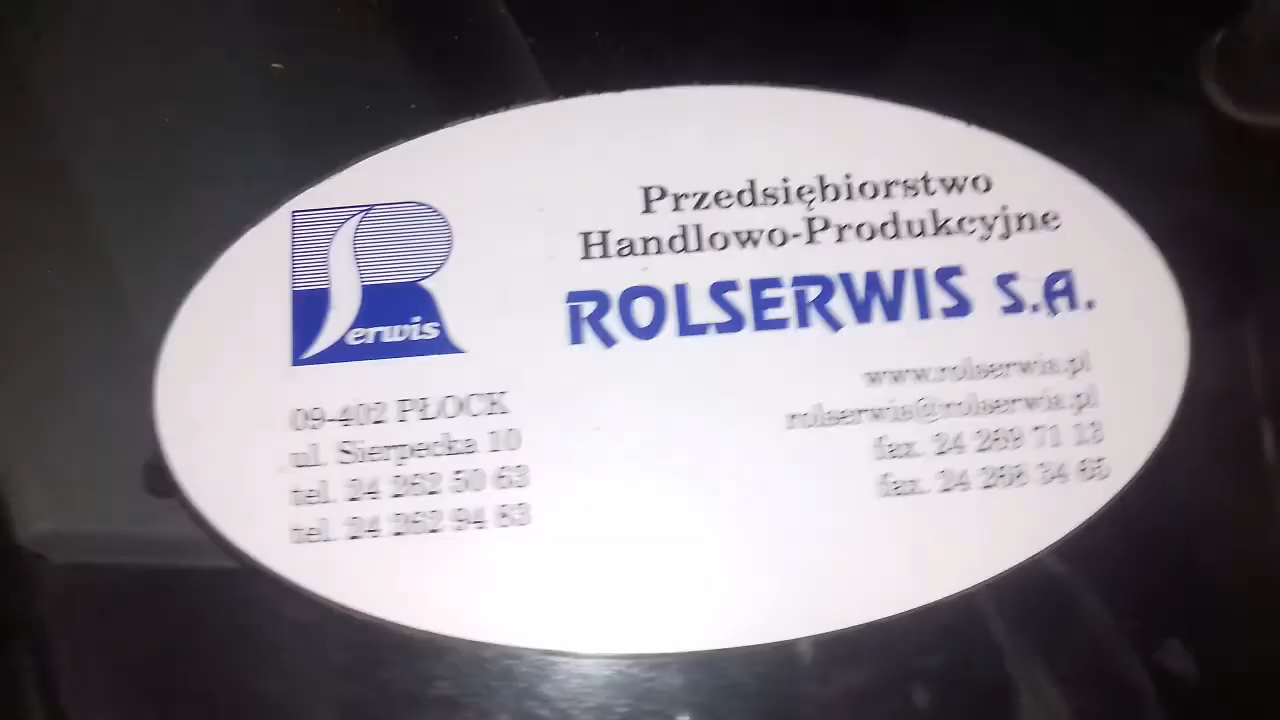 Serwis
Przedsiębiorstwo
Handlowo-Produkcyjne
ROLSERWIS S.A.
09-402 PŁOCK
ul. Sierpecka 10
tel. 24 262 50 63
tel. 24 262 94 83
www.rolserwis.pl
rolserwis@rolserwis.pl
fax. 24 269 71 13
fax. 24 268 34 65